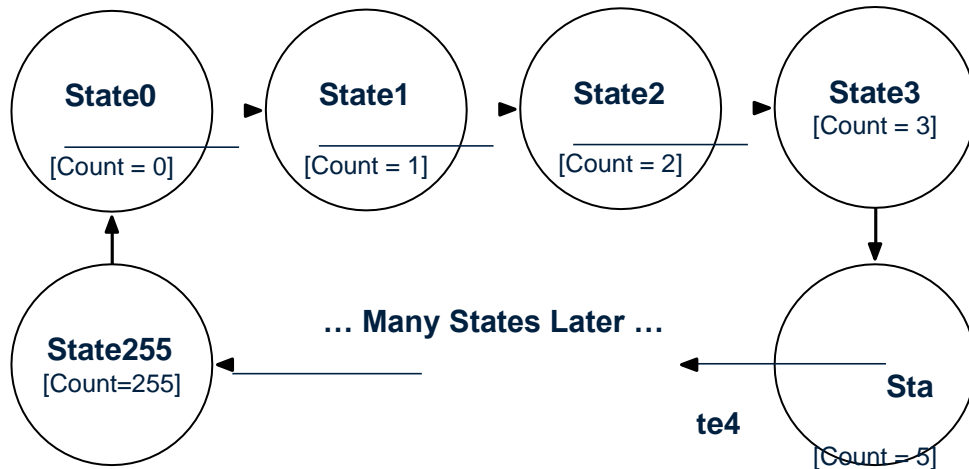 State0
[Count = 0]
State1
[Count = 1]
State2
[Count = 2]
State3
[Count = 3]
State255
[Count=255]
... Many States Later ...
Sta
te4
[Count = 5]